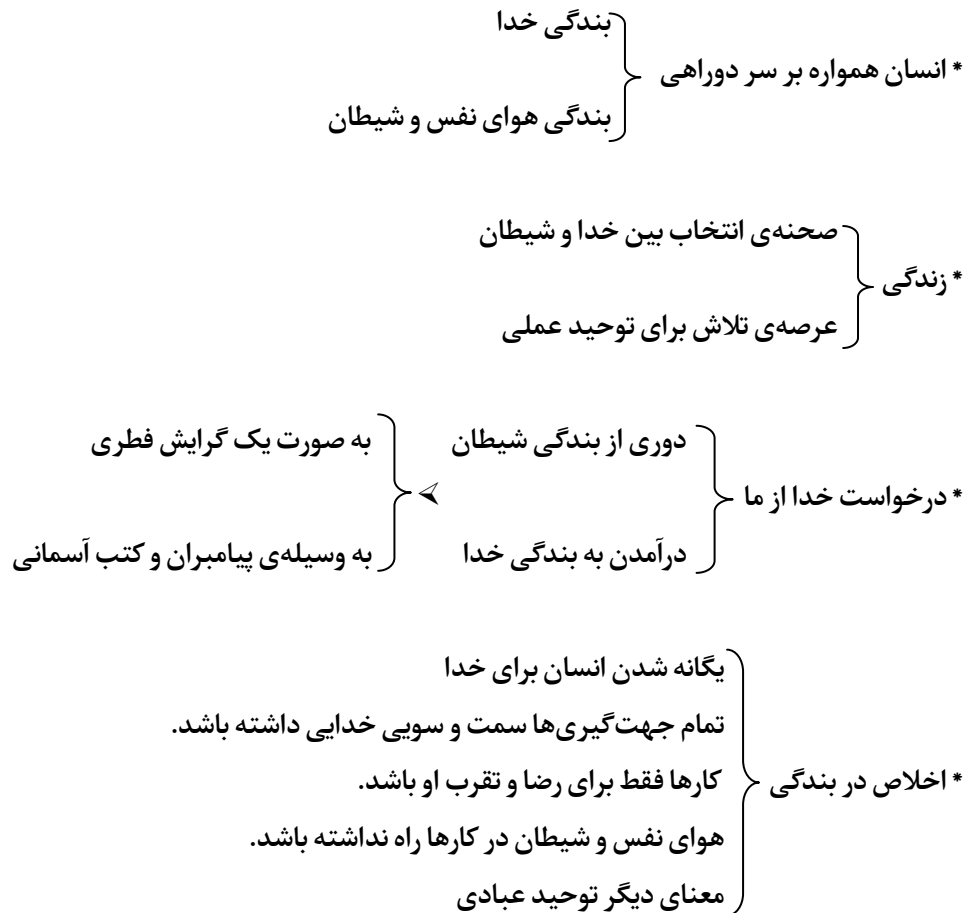 بندگی خدا
* انسان همواره بر سر دوراهی
بندگی هوای نفس و شیطان
صحنه‌ی انتخاب بین خدا و شیطان
* زندگی
عرصه‌ی تلاش برای توحید عملی
دوری از بندگی شیطان به صورت یک گرایش فطری
* درخواست خدا از ما
درآمدن به بندگی خدا به وسیله‌ی پیامبران و کتب آسمانی
یگانه شدن انسان برای خدا
تمام جهت‌گیری‌ها سمت و سویی خدایی داشته باشد.
* اخلاص در بندگی کارها فقط برای رضا و تقرب او باشد.
هوای نفس و شیطان در کارها راه نداشته باشد.
معنای دیگر توحید عبادی